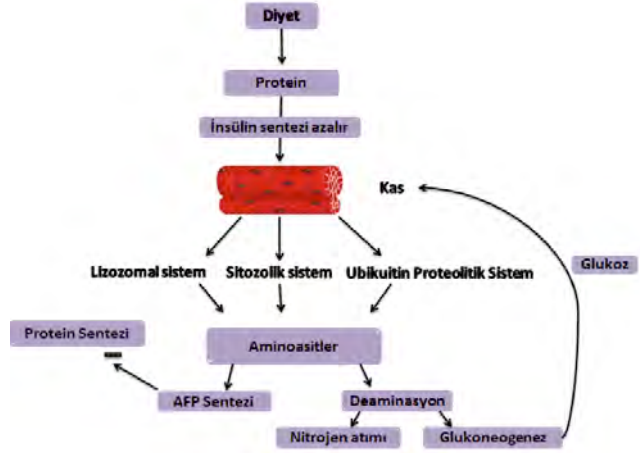 Diyet
Protein
İnsülin sentezi azalır
Kas
Glukoz
Lizozomal sistem
Sitozolik sistem
Ubikuitin Proteolitik Sistem
Protein Sentezi
Aminoasitler
AFP Sentezi
Deaminasyon
Nitrojen atımı
Glukoneogenez